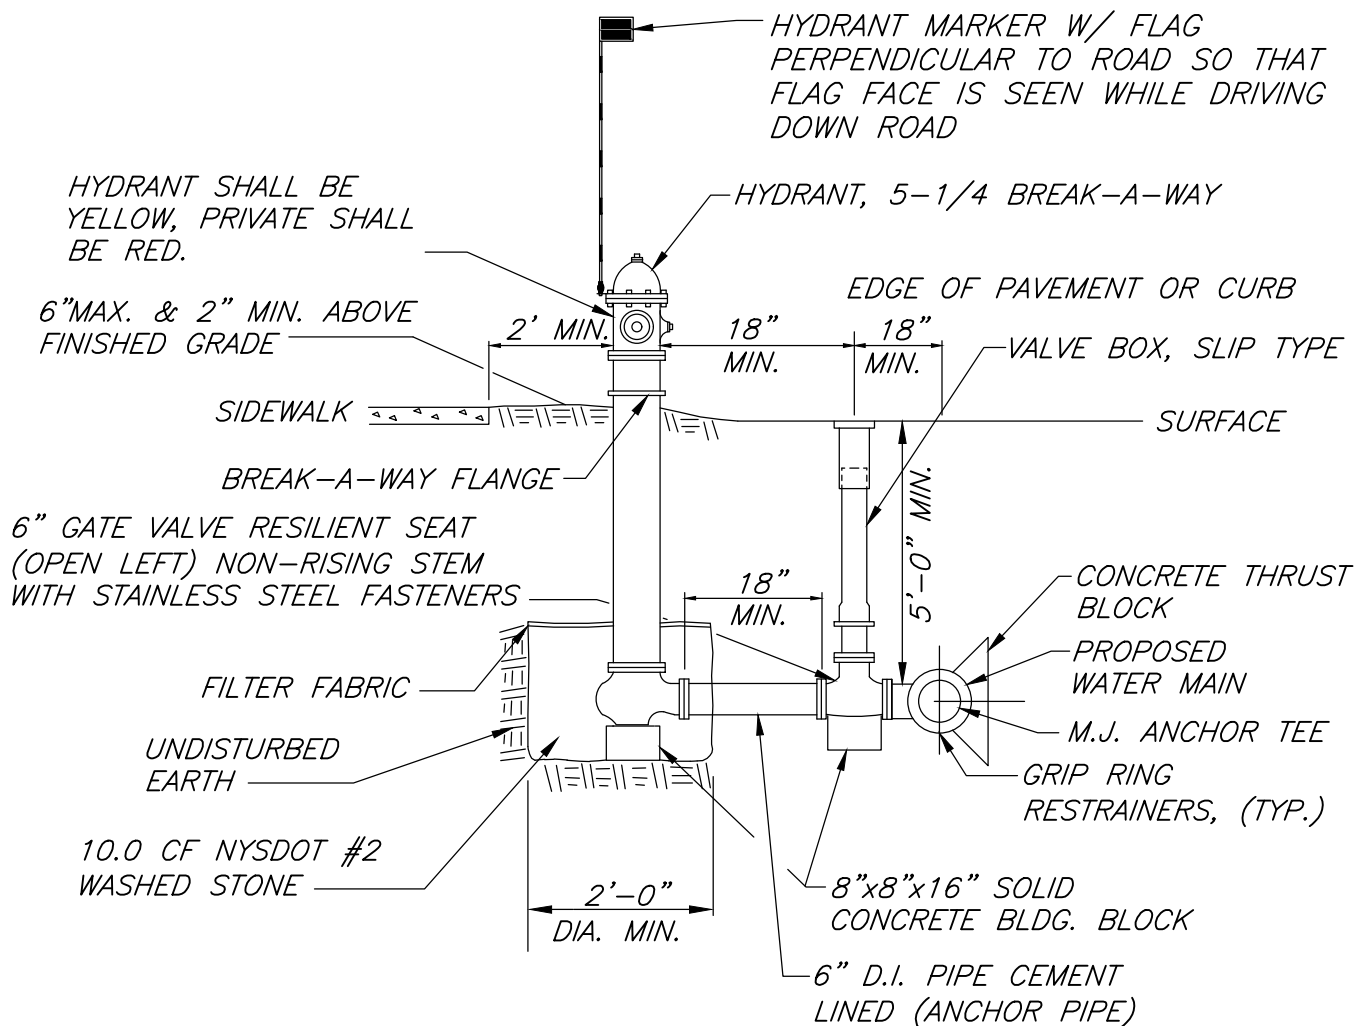 HYDRANT MARKER W/ FLAG
PERPENDICULAR TO ROAD SO THAT
FLAG FACE IS SEEN WHILE DRIVING
DOWN ROAD
HYDRANT SHALL BE
YELLOW, PRIVATE SHALL
BE RED.
HYDRANT, 5-1/4 BREAK-A-WAY
EDGE OF PAVEMENT OR CURB
6"MAX. & 2" MIN. ABOVE
FINISHED GRADE
2' MIN.
18"
MIN.
18"
MIN.
VALVE BOX, SLIP TYPE
SIDEWALK
SURFACE
BREAK-A-WAY FLANGE
5'-0" MIN.
6" GATE VALVE RESILIENT SEAT
(OPEN LEFT) NON-RISING STEM
WITH STAINLESS STEEL FASTENERS
18"
MIN.
CONCRETE THRUST
BLOCK
PROPOSED
WATER MAIN
FILTER FABRIC
M.J. ANCHOR TEE
UNDISTURBED
EARTH
GRIP RING
RESTRAINERS, (TYP.)
10.0 CF NYSDOT #2
WASHED STONE
2'-0"
DIA. MIN.
8"x8"x16" SOLID
CONCRETE BLDG. BLOCK
6" D.I. PIPE CEMENT
LINED (ANCHOR PIPE)